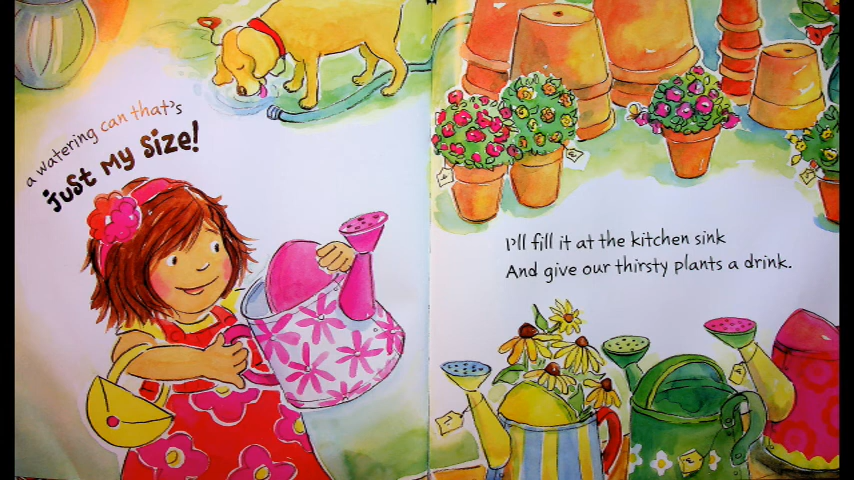 a watering can that's
just My Size!
I'll fill it at the kitchen sink
And give our thirsty plants a drink.